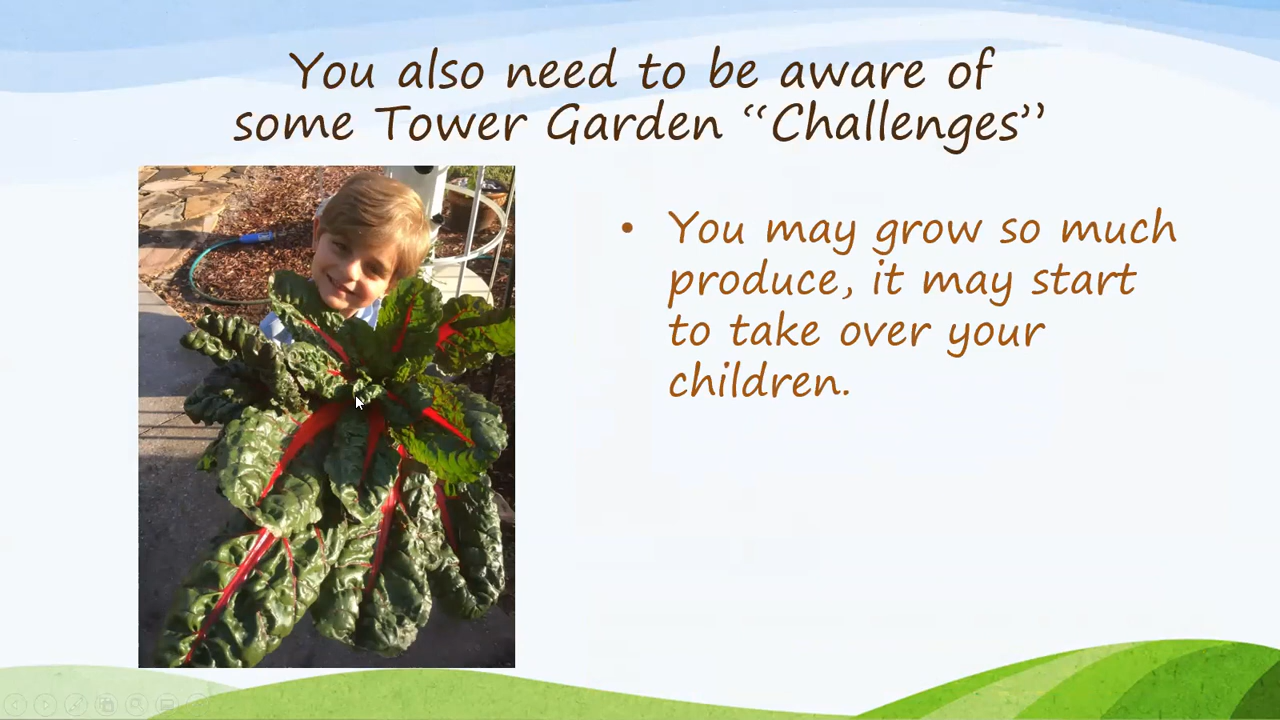 You also need to be aware of
some Tower Garden “Challenges”
• You may grow so much
produce, it may start
to take over your
children.